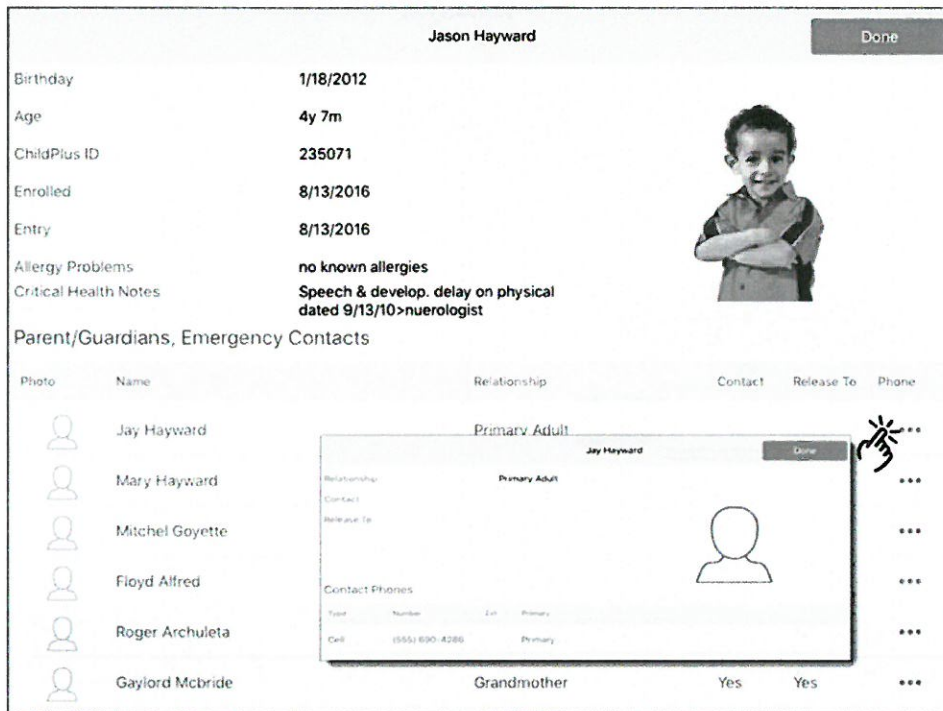 Jason Hayward Done
Birthday 1/18/2012
Age 4y 7m
ChildPlus ID 235071
Enrolled 8/13/2016
Entry 8/13/2016
Allergy Problems no known allergies
Critical Health Notes Speech & develop. delay on physical
dated 9/13/10>nuerologist
Parent/Guardians, Emergency Contacts
Photo Name Relationship Contact Release To Phone
Jay Hayward Primary Adult
Mary Hayward
Mitchel Goyette
Floyd Alfred
Roger Archuleta
Gaylord Mcbride Grandmother Yes Yes
Jay Hayward Done
Relationship Primary Adult
Contact
Release To
Contact Phones
Type Number Ext Primary
Cell (555) 690-4286 Primary